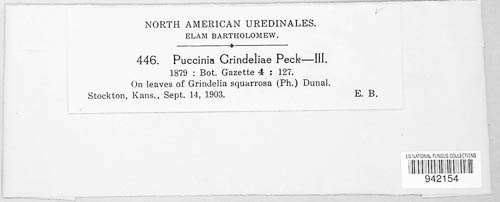 NORTH AMERICAN UREDINALES.
ELAM BARTHOLOMEW.
446. Puccinia Grindeliae Peck—III.
1879 : Bot. Gazette 4 : 127.
On leaves of Grindelia squarrosa (Ph.) Dunal.
Stockton, Kans., Sept. 14, 1903. E. B.
US NATIONAL FUNGUS COLLECTIONS
942154